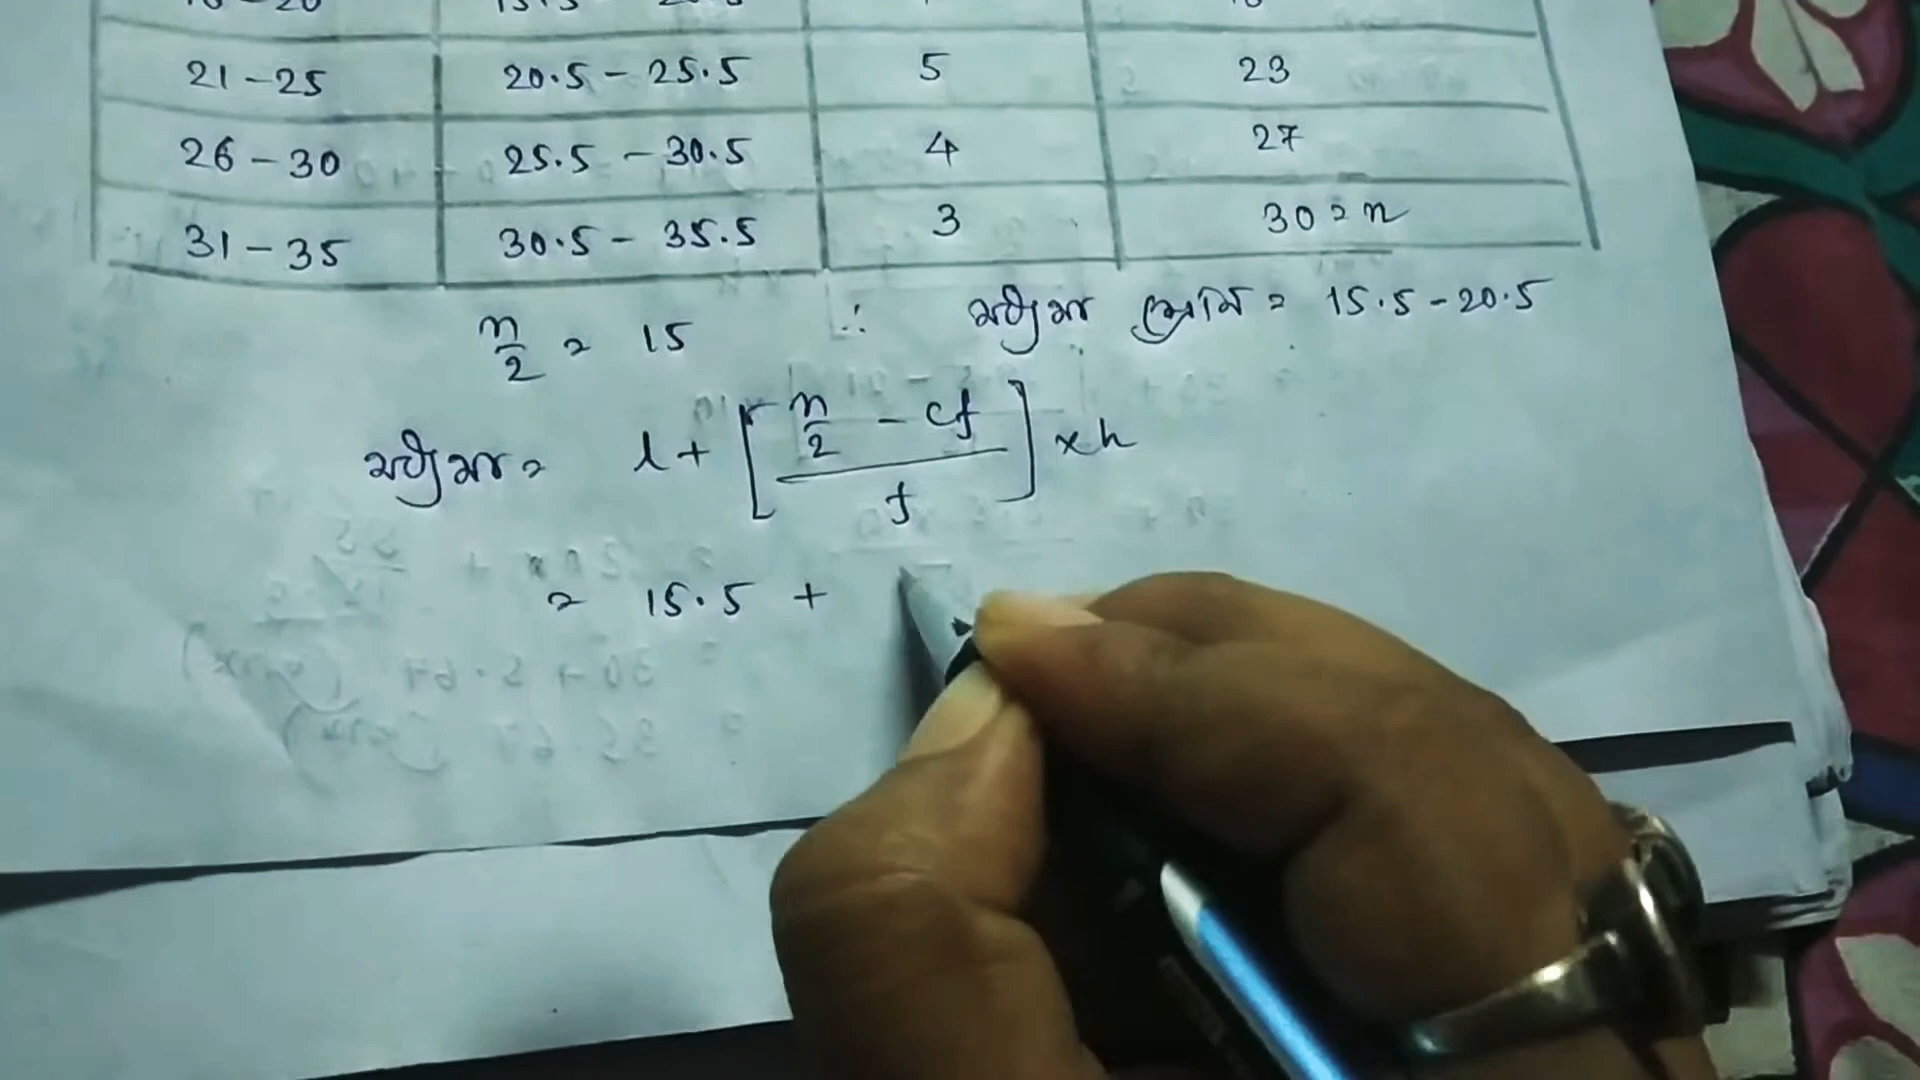 21-25 20.5 - 25.5 5 23
26-30 25.5 - 30.5 4 27
31-35 30.5 - 35.5 3 30 = n
n/2 = 15 ∴ মধ্যমা শ্রেণি = 15.5 - 20.5
মধ্যমা = l + [(n/2 - cf)/f] × h
= 15.5 +